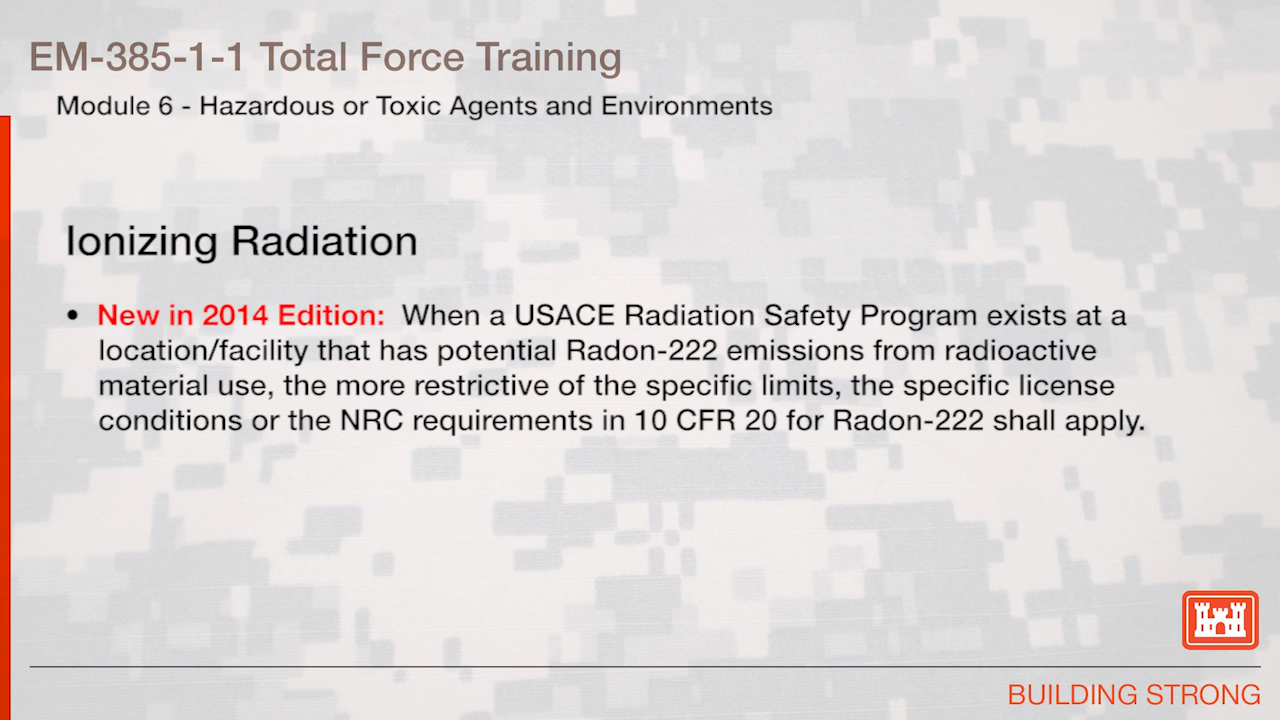 EM-385-1-1 Total Force Training
Module 6 - Hazardous or Toxic Agents and Environments
Ionizing Radiation
• New in 2014 Edition: When a USACE Radiation Safety Program exists at a
location/facility that has potential Radon-222 emissions from radioactive
material use, the more restrictive of the specific limits, the specific license
conditions or the NRC requirements in 10 CFR 20 for Radon-222 shall apply.
BUILDING STRONG